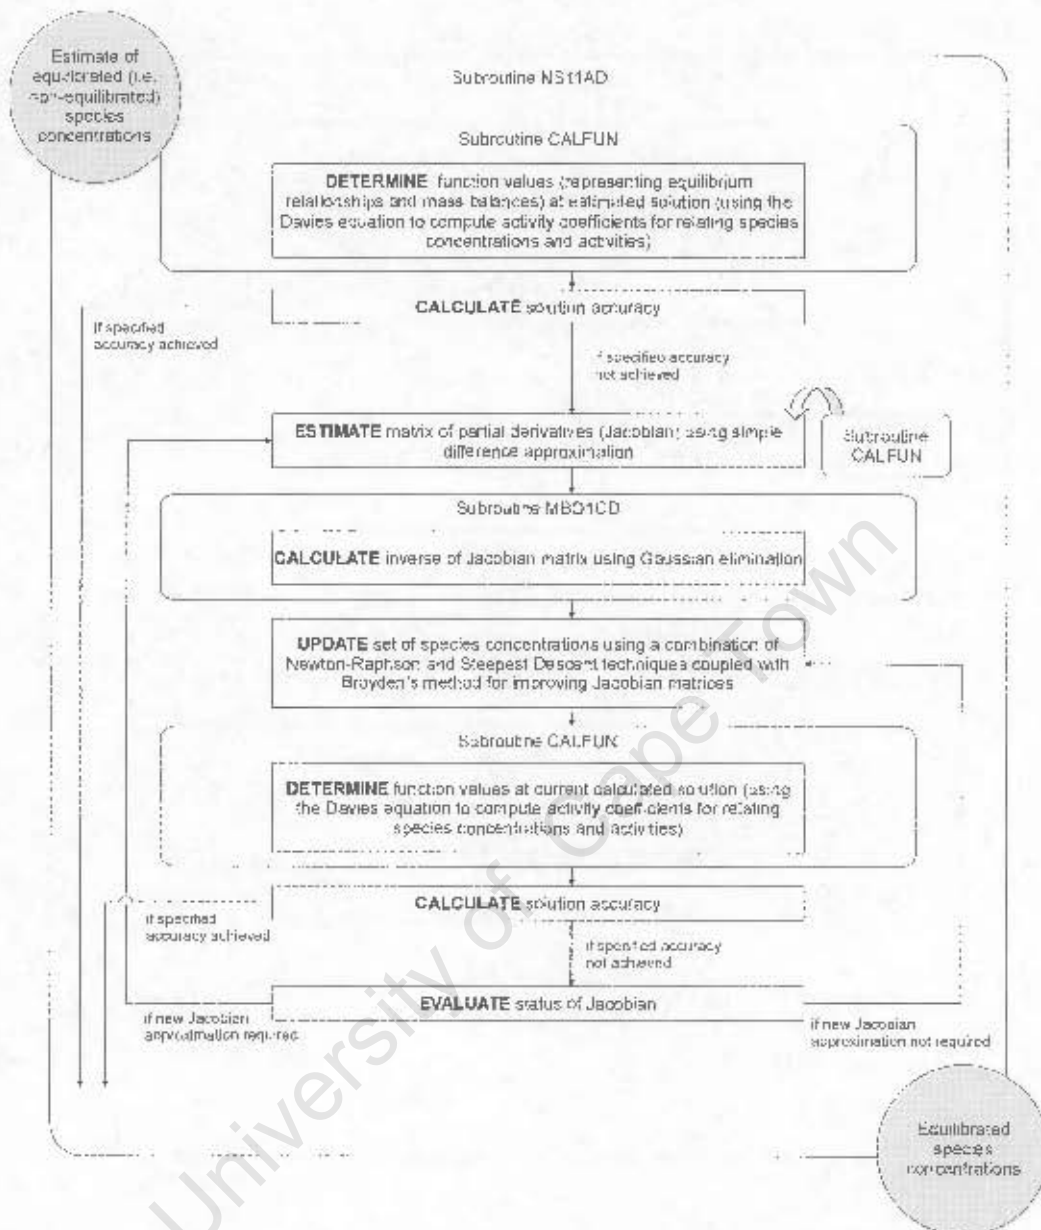 Estimate of
equilibrated (i.e.
non-equilibrated)
species
concentrations
Subroutine NS11AD
Subroutine CALFUN
DETERMINE function values (representing equilibrium
relationships and mass balances) at estimated solution (using the
Davies equation to compute activity coefficients for relating species
concentrations and activities)
CALCULATE solution accuracy
if specified
accuracy achieved
if specified accuracy
not achieved
ESTIMATE matrix of partial derivatives (Jacobian) using simple
difference approximation
Subroutine
CALFUN
Subroutine MB01CD
CALCULATE inverse of Jacobian matrix using Gaussian elimination
UPDATE set of species concentrations using a combination of
Newton-Raphson and Steepest Descent techniques coupled with
Broyden's method for improving Jacobian matrices
Subroutine CALFUN
DETERMINE function values at current calculated solution (using
the Davies equation to compute activity coefficients for relating
species concentrations and activities)
CALCULATE solution accuracy
if specified
accuracy achieved
if specified accuracy
not achieved
EVALUATE status of Jacobian
if new Jacobian
approximation required
if new Jacobian
approximation not required
Equilibrated
species
concentrations
University of Cape Town